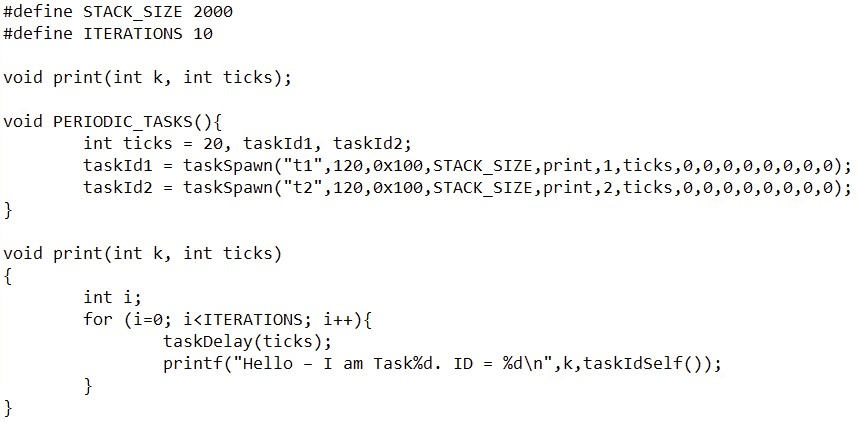 #define STACK_SIZE 2000
#define ITERATIONS 10
void print(int k, int ticks);
void PERIODIC_TASKS(){
int ticks = 20, taskId1, taskId2;
taskId1 = taskSpawn("t1",120,0x100,STACK_SIZE,print,1,ticks,0,0,0,0,0,0,0,0);
taskId2 = taskSpawn("t2",120,0x100,STACK_SIZE,print,2,ticks,0,0,0,0,0,0,0,0);
}
void print(int k, int ticks)
{
int i;
for (i=0; i<ITERATIONS; i++){
taskDelay(ticks);
printf("Hello – I am Task%d. ID = %d\n",k,taskIdSelf());
}
}